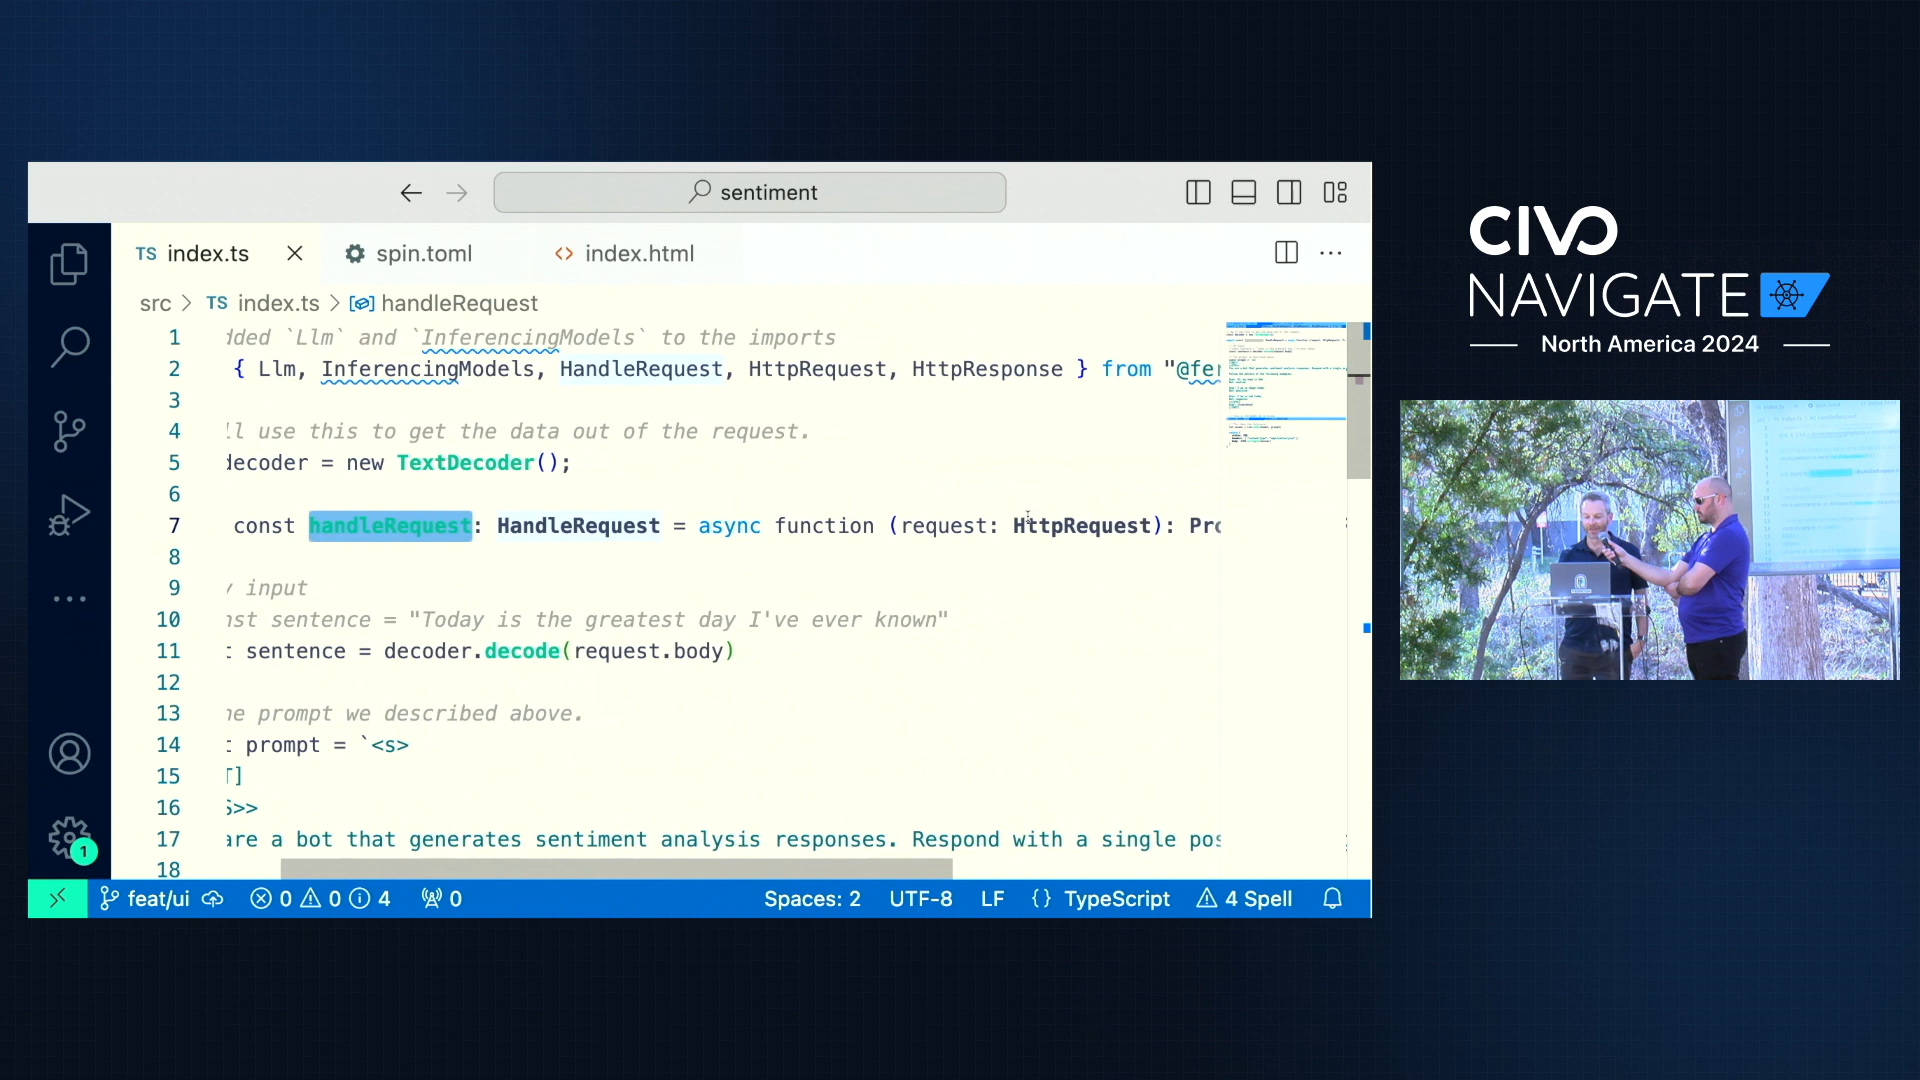 sentiment
TS index.ts
spin.toml
<> index.html
src > TS index.ts > handleRequest
1 dded `Llm` and `InferencingModels` to the imports
2 { Llm, InferencingModels, HandleRequest, HttpRequest, HttpResponse } from "@fer
3
4 ll use this to get the data out of the request.
5 decoder = new TextDecoder();
6
7 const handleRequest: HandleRequest = async function (request: HttpRequest): Pro
8
9 y input
10 nst sentence = "Today is the greatest day I've ever known"
11 t sentence = decoder.decode(request.body)
12
13 he prompt we described above.
14 t prompt = `<s>
15 T]
16 S>>
17 are a bot that generates sentiment analysis responses. Respond with a single pos
18
1
feat/ui 0 0 4 0 Spaces: 2 UTF-8 LF {} TypeScript 4 Spell
CIVO
NAVIGATE
North America 2024